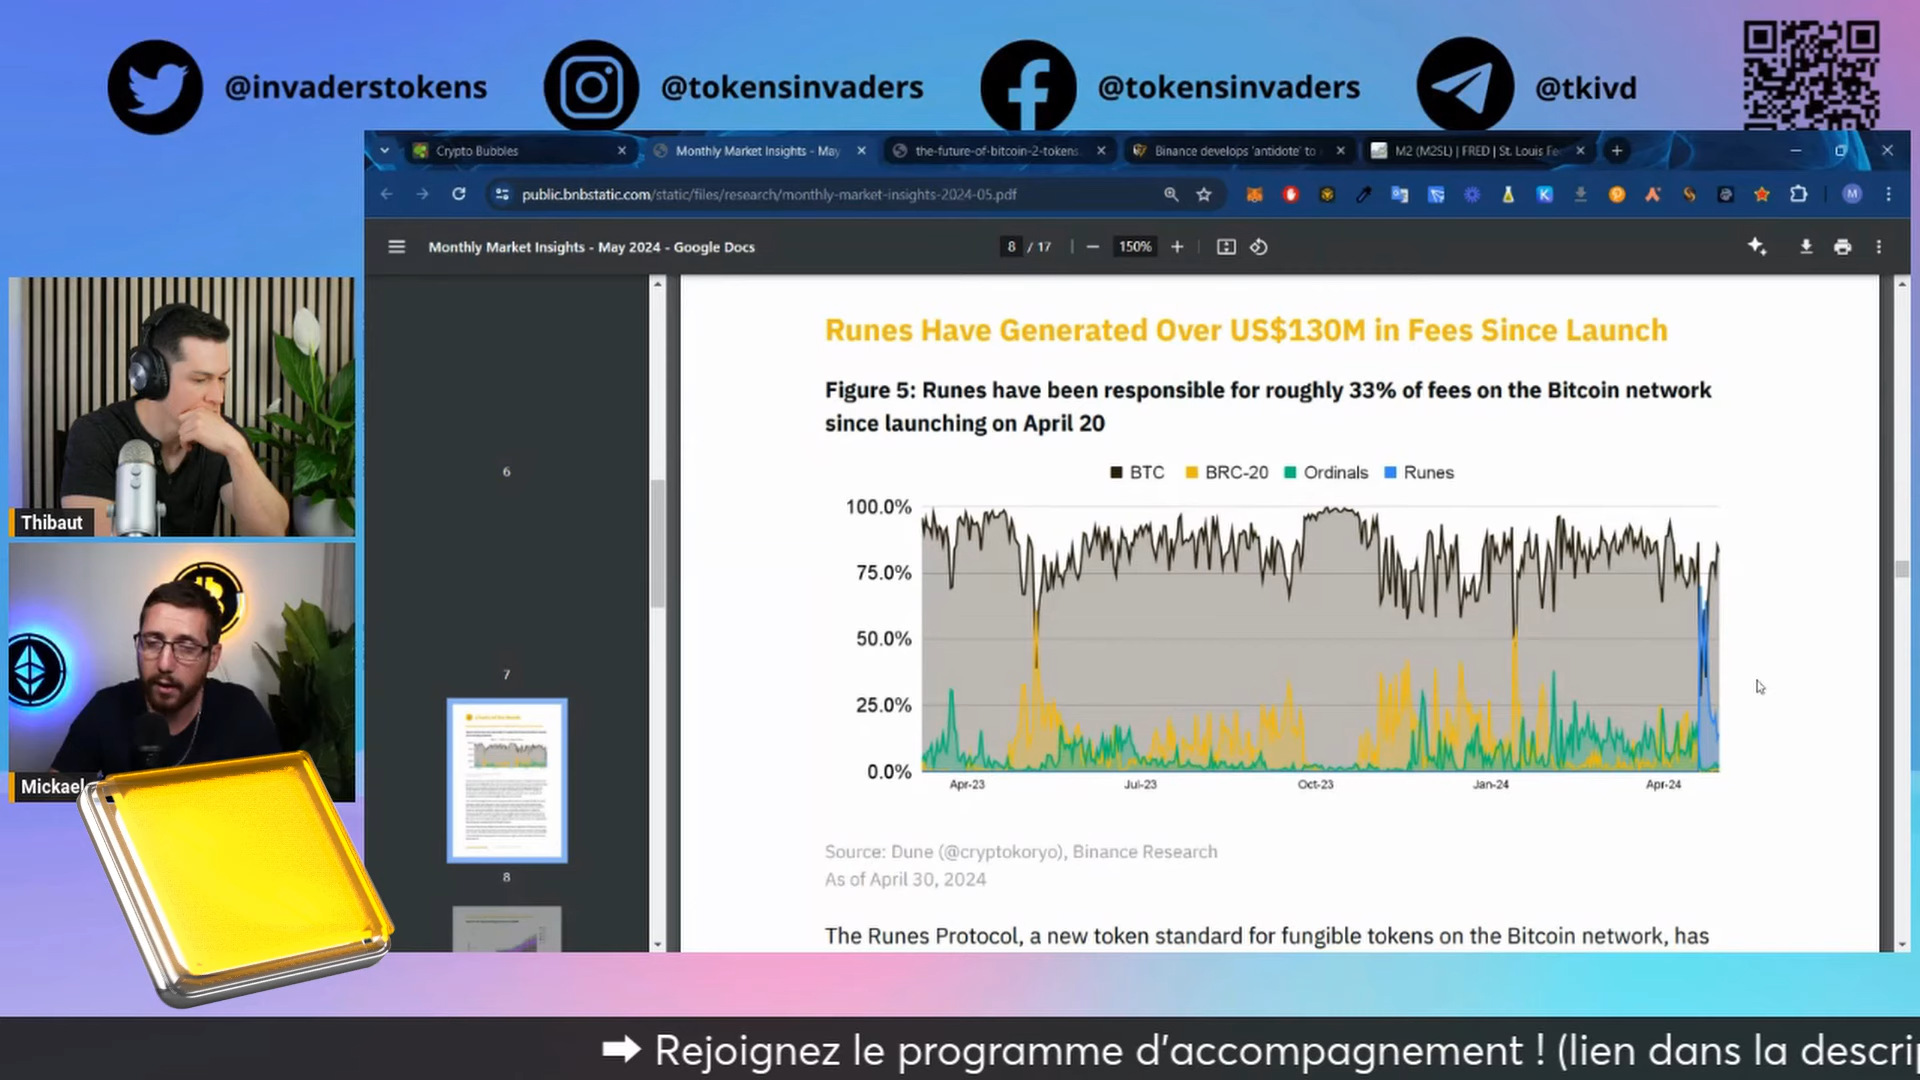 @invaderstokens
@tokensinvaders
@tokensinvaders
@tkivd
Crypto Bubbles
Monthly Market Insights - May
the-future-of-bitcoin-2-tokens
Binance develops 'antidote' to
M2 (M2SL) | FRED | St. Louis Fe
public.bnbstatic.com/static/files/research/monthly-market-insights-2024-05.pdf
M
Monthly Market Insights - May 2024 - Google Docs
8 / 17
150%
6
7
8
Runes Have Generated Over US$130M in Fees Since Launch
Figure 5: Runes have been responsible for roughly 33% of fees on the Bitcoin network
since launching on April 20
BTC BRC-20 Ordinals Runes
100.0%
75.0%
50.0%
25.0%
0.0%
Apr-23 Jul-23 Oct-23 Jan-24 Apr-24
Source: Dune (@cryptokoryo), Binance Research
As of April 30, 2024
The Runes Protocol, a new token standard for fungible tokens on the Bitcoin network, has
Thibaut
Mickael
➡ Rejoignez le programme d'accompagnement ! (lien dans la descrip